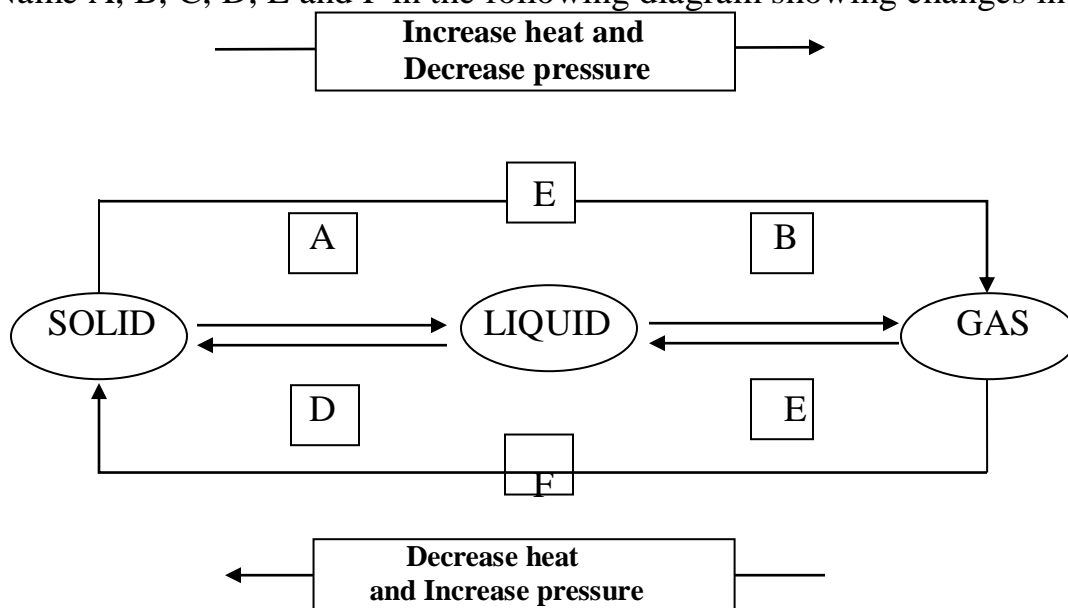 Name A, B, C, D, E and F in the following diagram showing changes in
Increase heat and
Decrease pressure
E
A
B
SOLID
LIQUID
GAS
D
E
F
Decrease heat
and Increase pressure